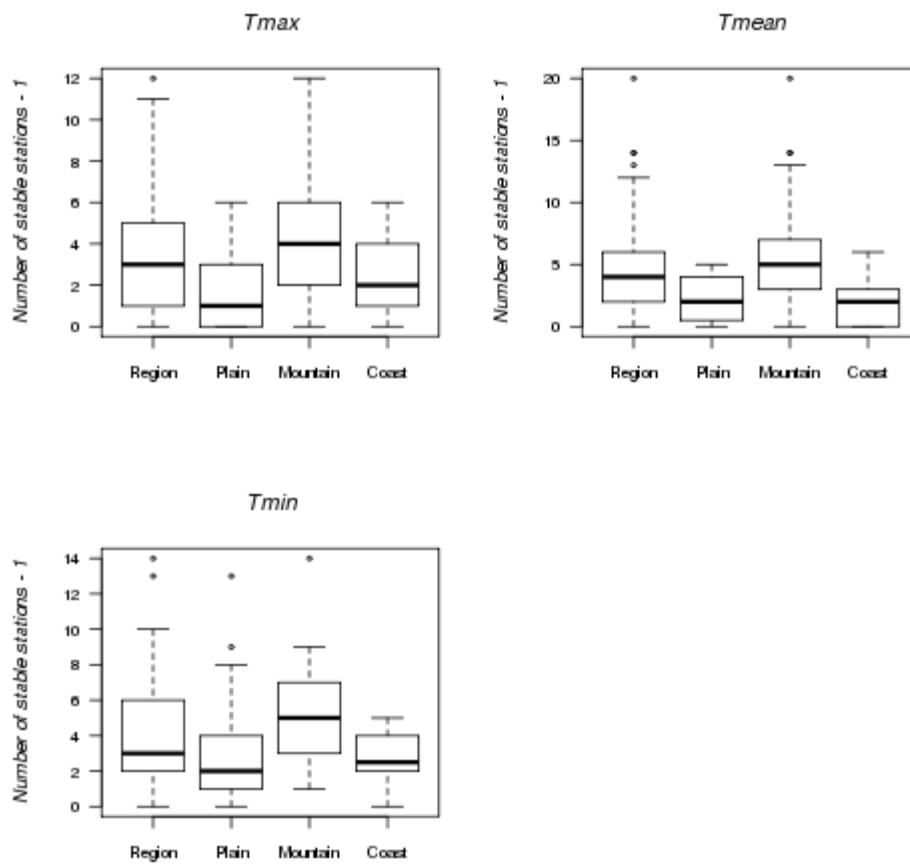 Tmax
Number of stable stations - 1
12
10
8
6
4
2
0
Region Plain Mountain Coast
Tmean
Number of stable stations - 1
20
15
10
5
0
Region Plain Mountain Coast
Tmin
Number of stable stations - 1
14
12
10
8
6
4
2
0
Region Plain Mountain Coast